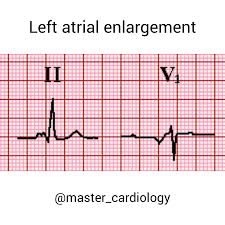 Left atrial enlargement
II V₁
@master_cardiology